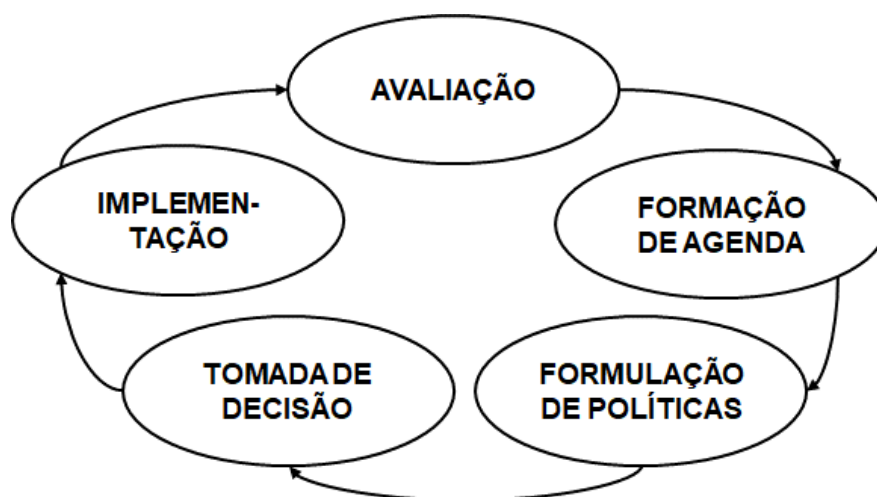 AVALIAÇÃO
IMPLEMEN-
TAÇÃO
FORMAÇÃO
DE AGENDA
TOMADA DE
DECISÃO
FORMULAÇÃO
DE POLÍTICAS